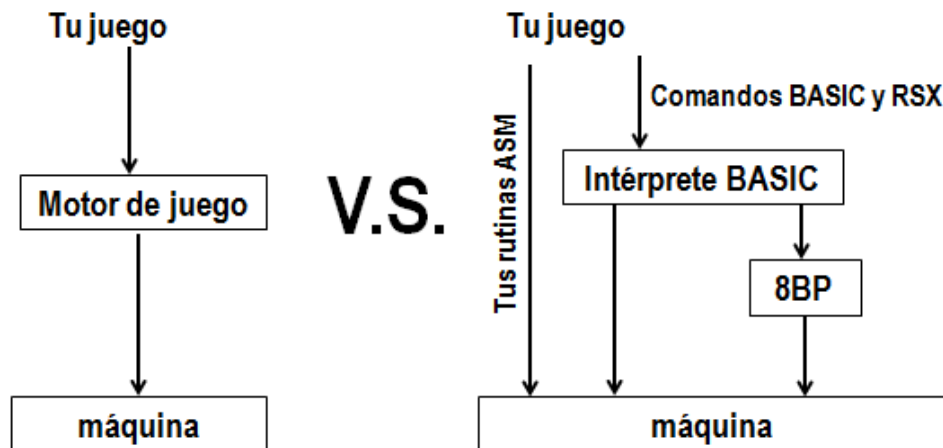 Tu juego
Motor de juego
máquina
V.S.
Tu juego
Comandos BASIC y RSX
Tus rutinas ASM
Intérprete BASIC
8BP
máquina